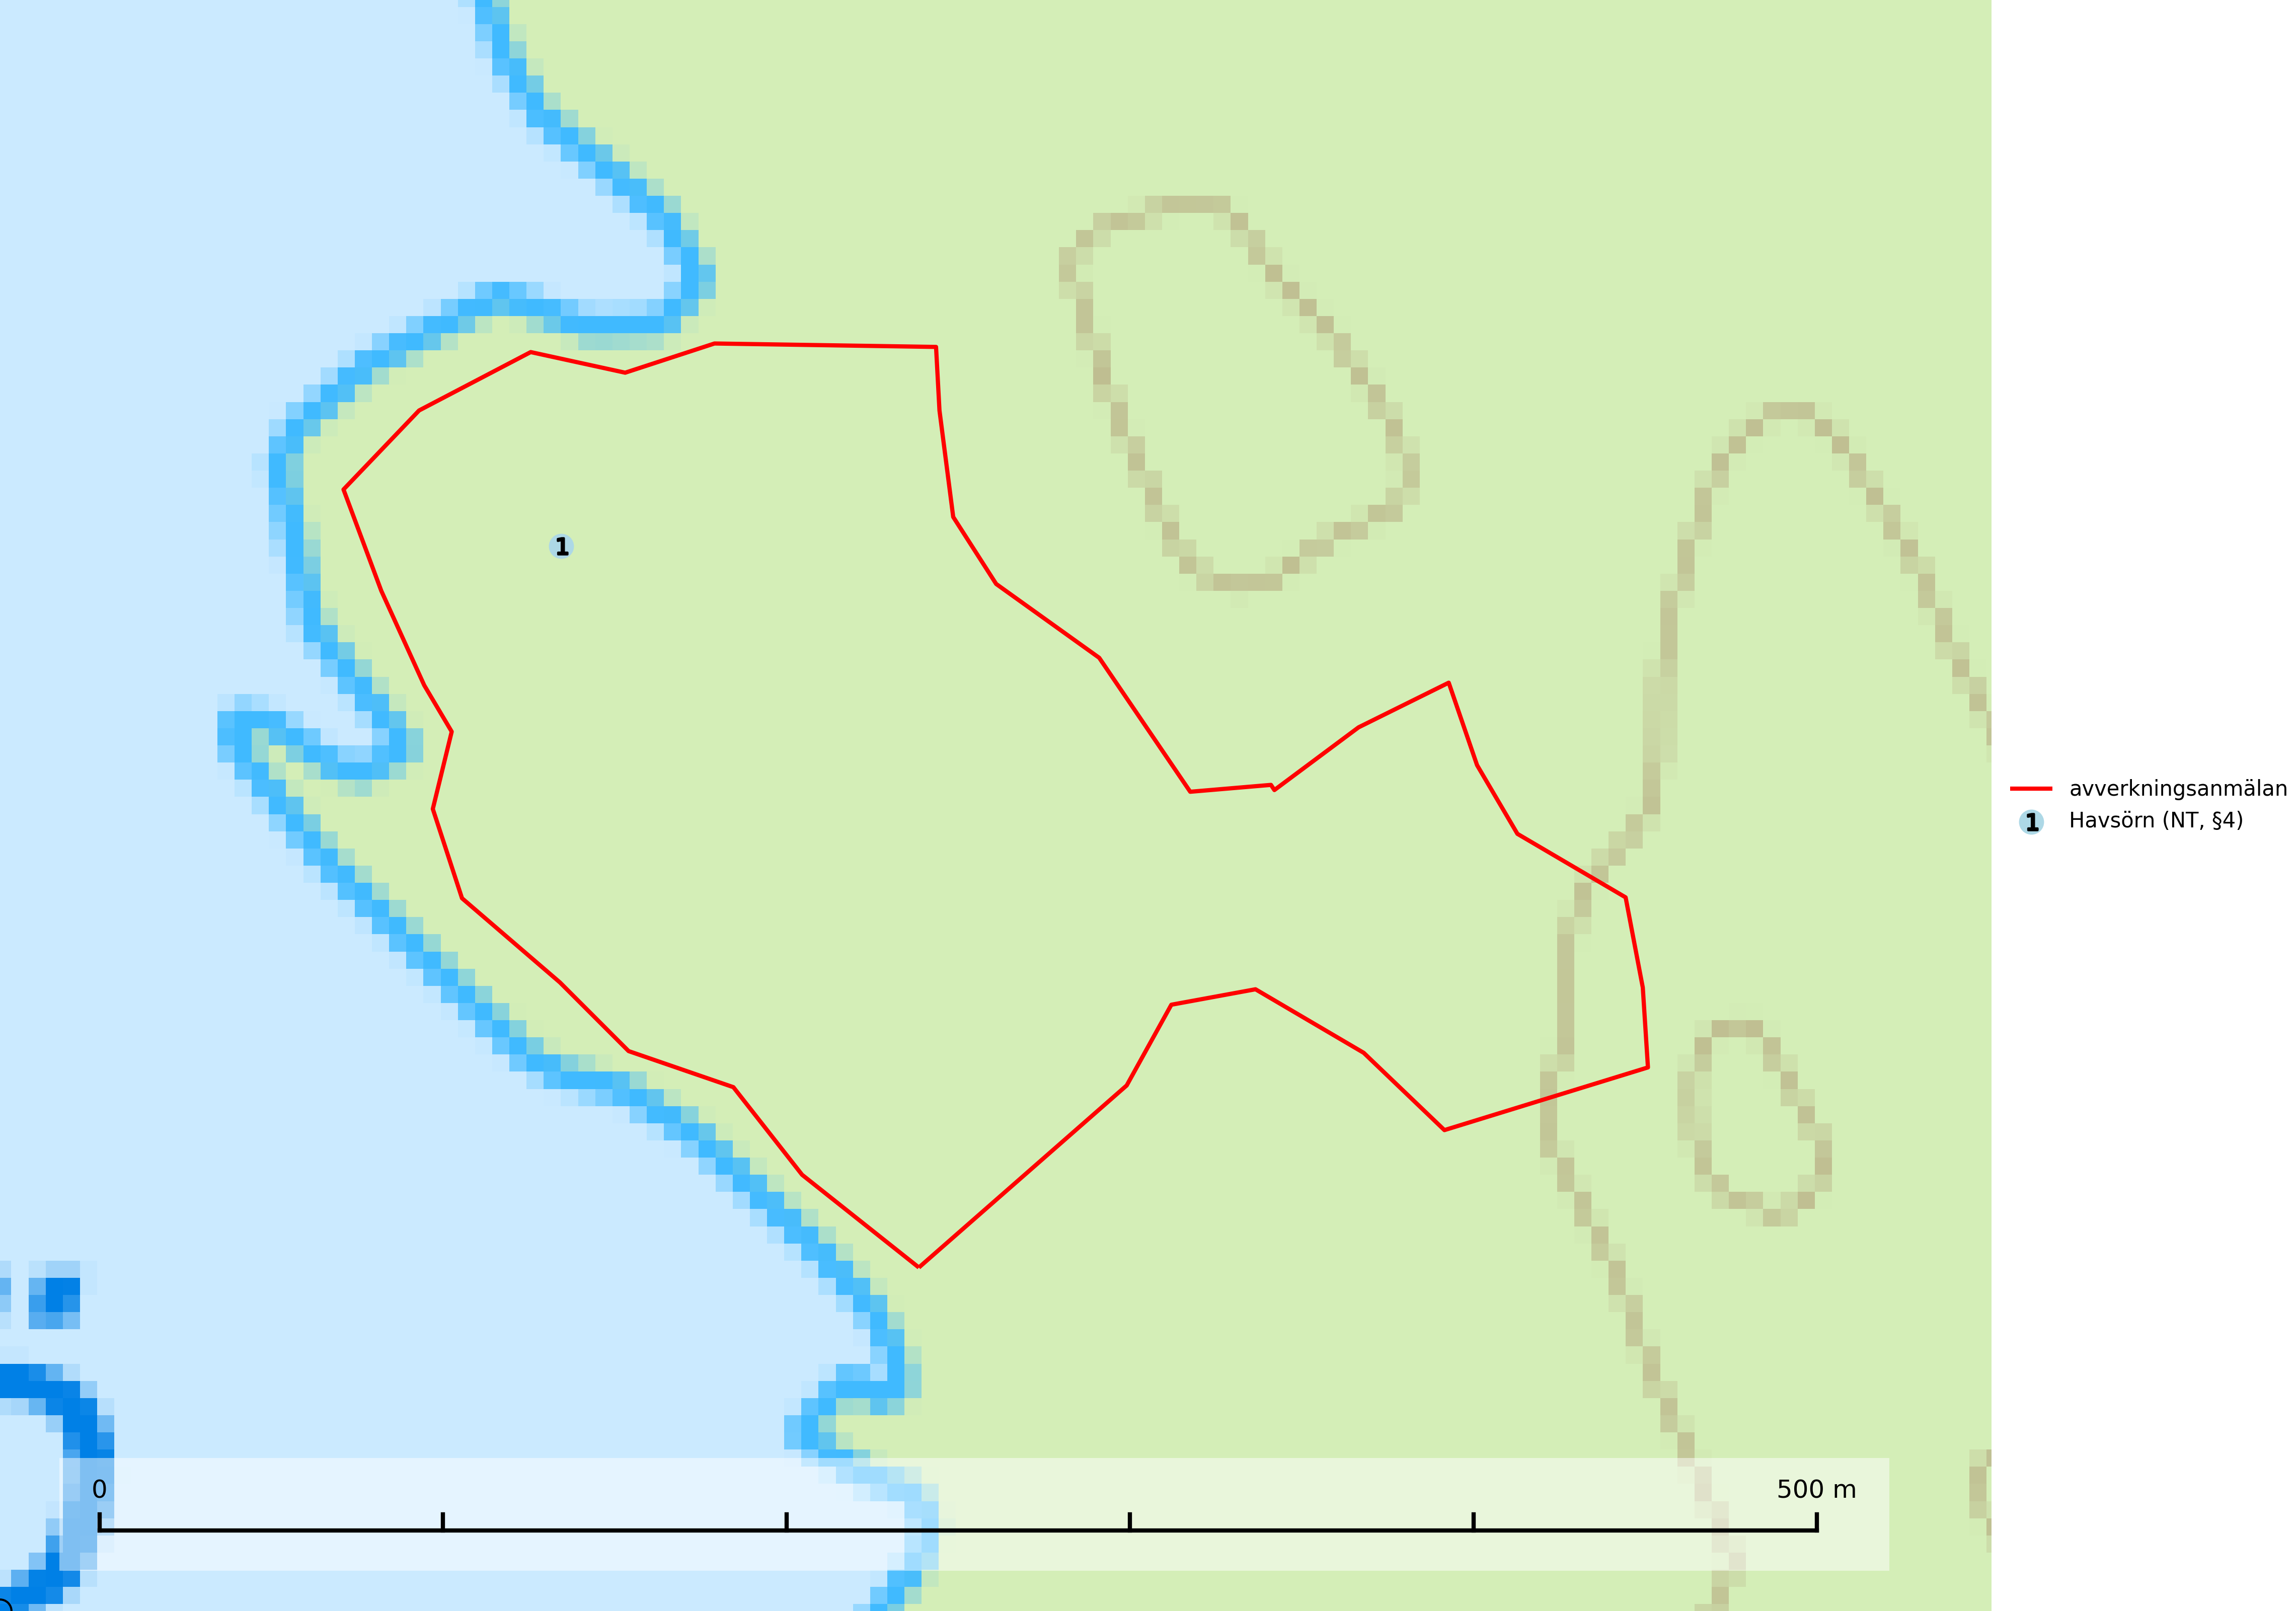 1
avverkningsanmälan
1 Havsörn (NT, §4)
0 500 m